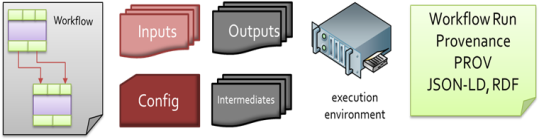 Workflow
Inputs
Outputs
Config
Intermediates
execution
environment
Workflow Run
Provenance
PROV
JSON-LD, RDF